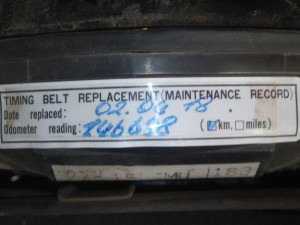 TIMING BELT REPLACEMENT(MAINTENANCE RECORD)
Date replaced: 02.04 18.
Odometer reading: 146658 (☑km.☐miles)